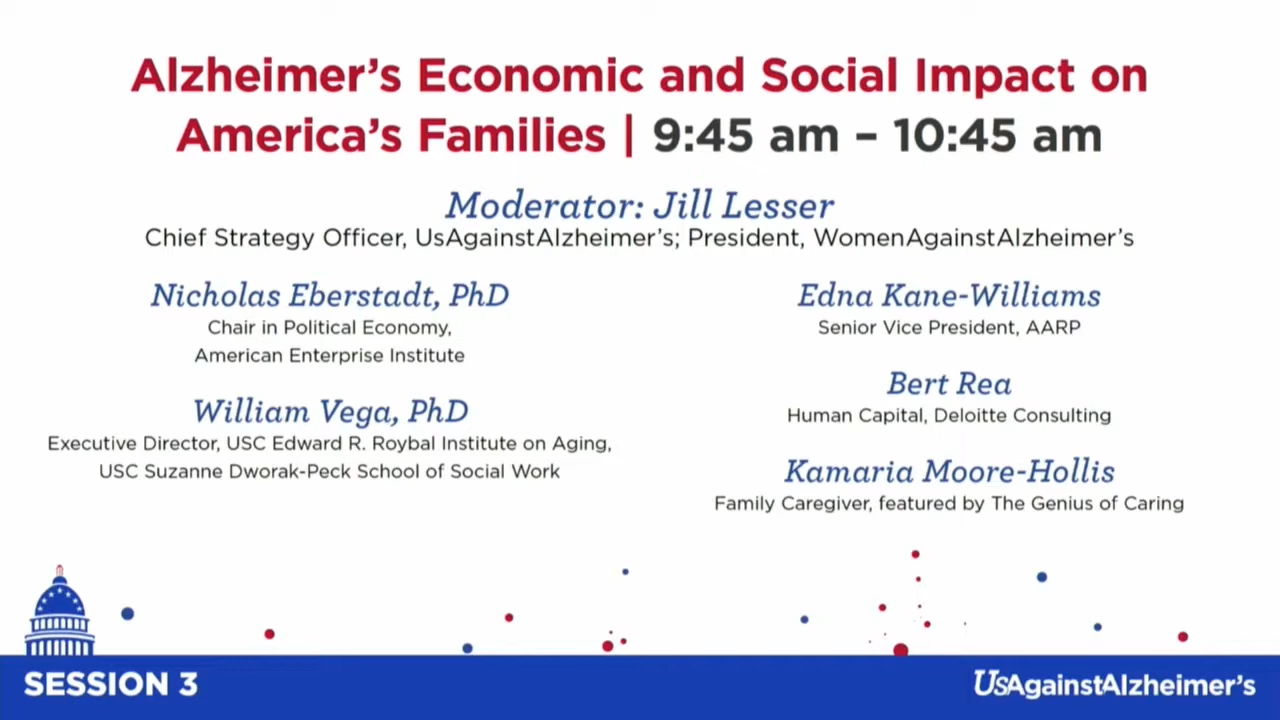 Alzheimer's Economic and Social Impact on
America's Families | 9:45 am – 10:45 am
Moderator: Jill Lesser
Chief Strategy Officer, UsAgainstAlzheimer's; President, WomenAgainstAlzheimer's
Nicholas Eberstadt, PhD
Chair in Political Economy,
American Enterprise Institute
William Vega, PhD
Executive Director, USC Edward R. Roybal Institute on Aging,
USC Suzanne Dworak-Peck School of Social Work
Edna Kane-Williams
Senior Vice President, AARP
Bert Rea
Human Capital, Deloitte Consulting
Kamaria Moore-Hollis
Family Caregiver, featured by The Genius of Caring
SESSION 3
UsAgainstAlzheimer's